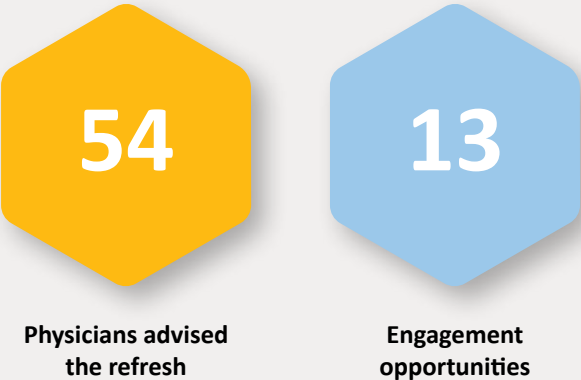 54
Physicians advised
the refresh
13
Engagement
opportunities